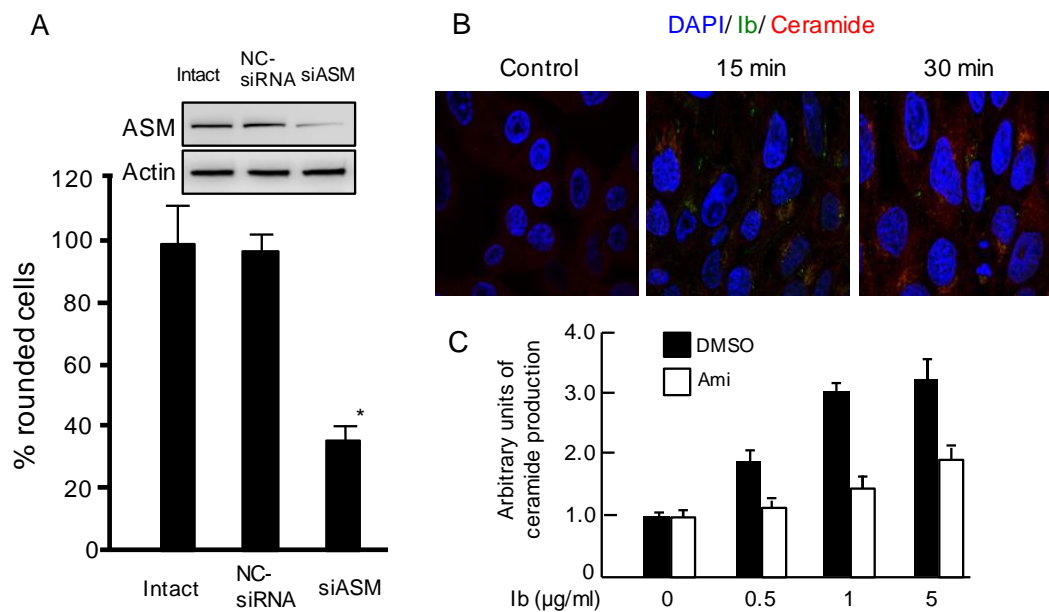 A
Intact NC-siRNA siASM
ASM
Actin
% rounded cells
120
100
80
60
40
20
0
Intact NC-siRNA siASM
*
B
DAPI/ Ib/ Ceramide
Control 15 min 30 min
C
Arbitrary units of
ceramide production
4.0
3.0
2.0
1.0
DMSO
Ami
Ib (µg/ml) 0 0.5 1 5